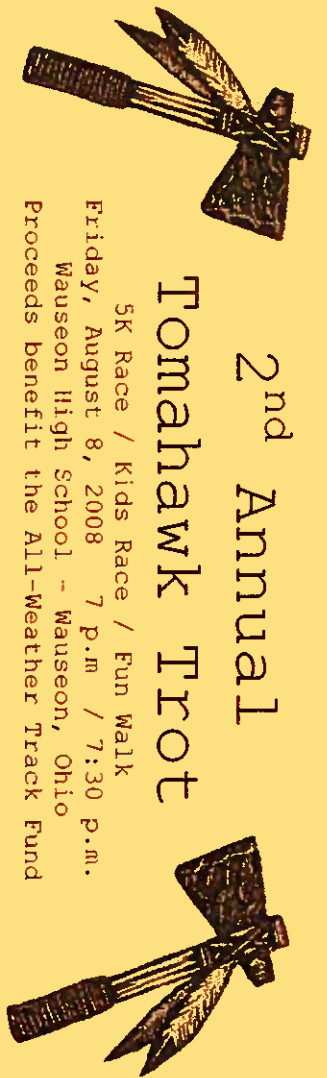 2nd Annual
Tomahawk Trot
5K Race / Kids Race / Fun Walk
Friday, August 8, 2008 7 p.m / 7:30 p.m.
Wauseon High School - Wauseon, Ohio
Proceeds benefit the All-Weather Track Fund